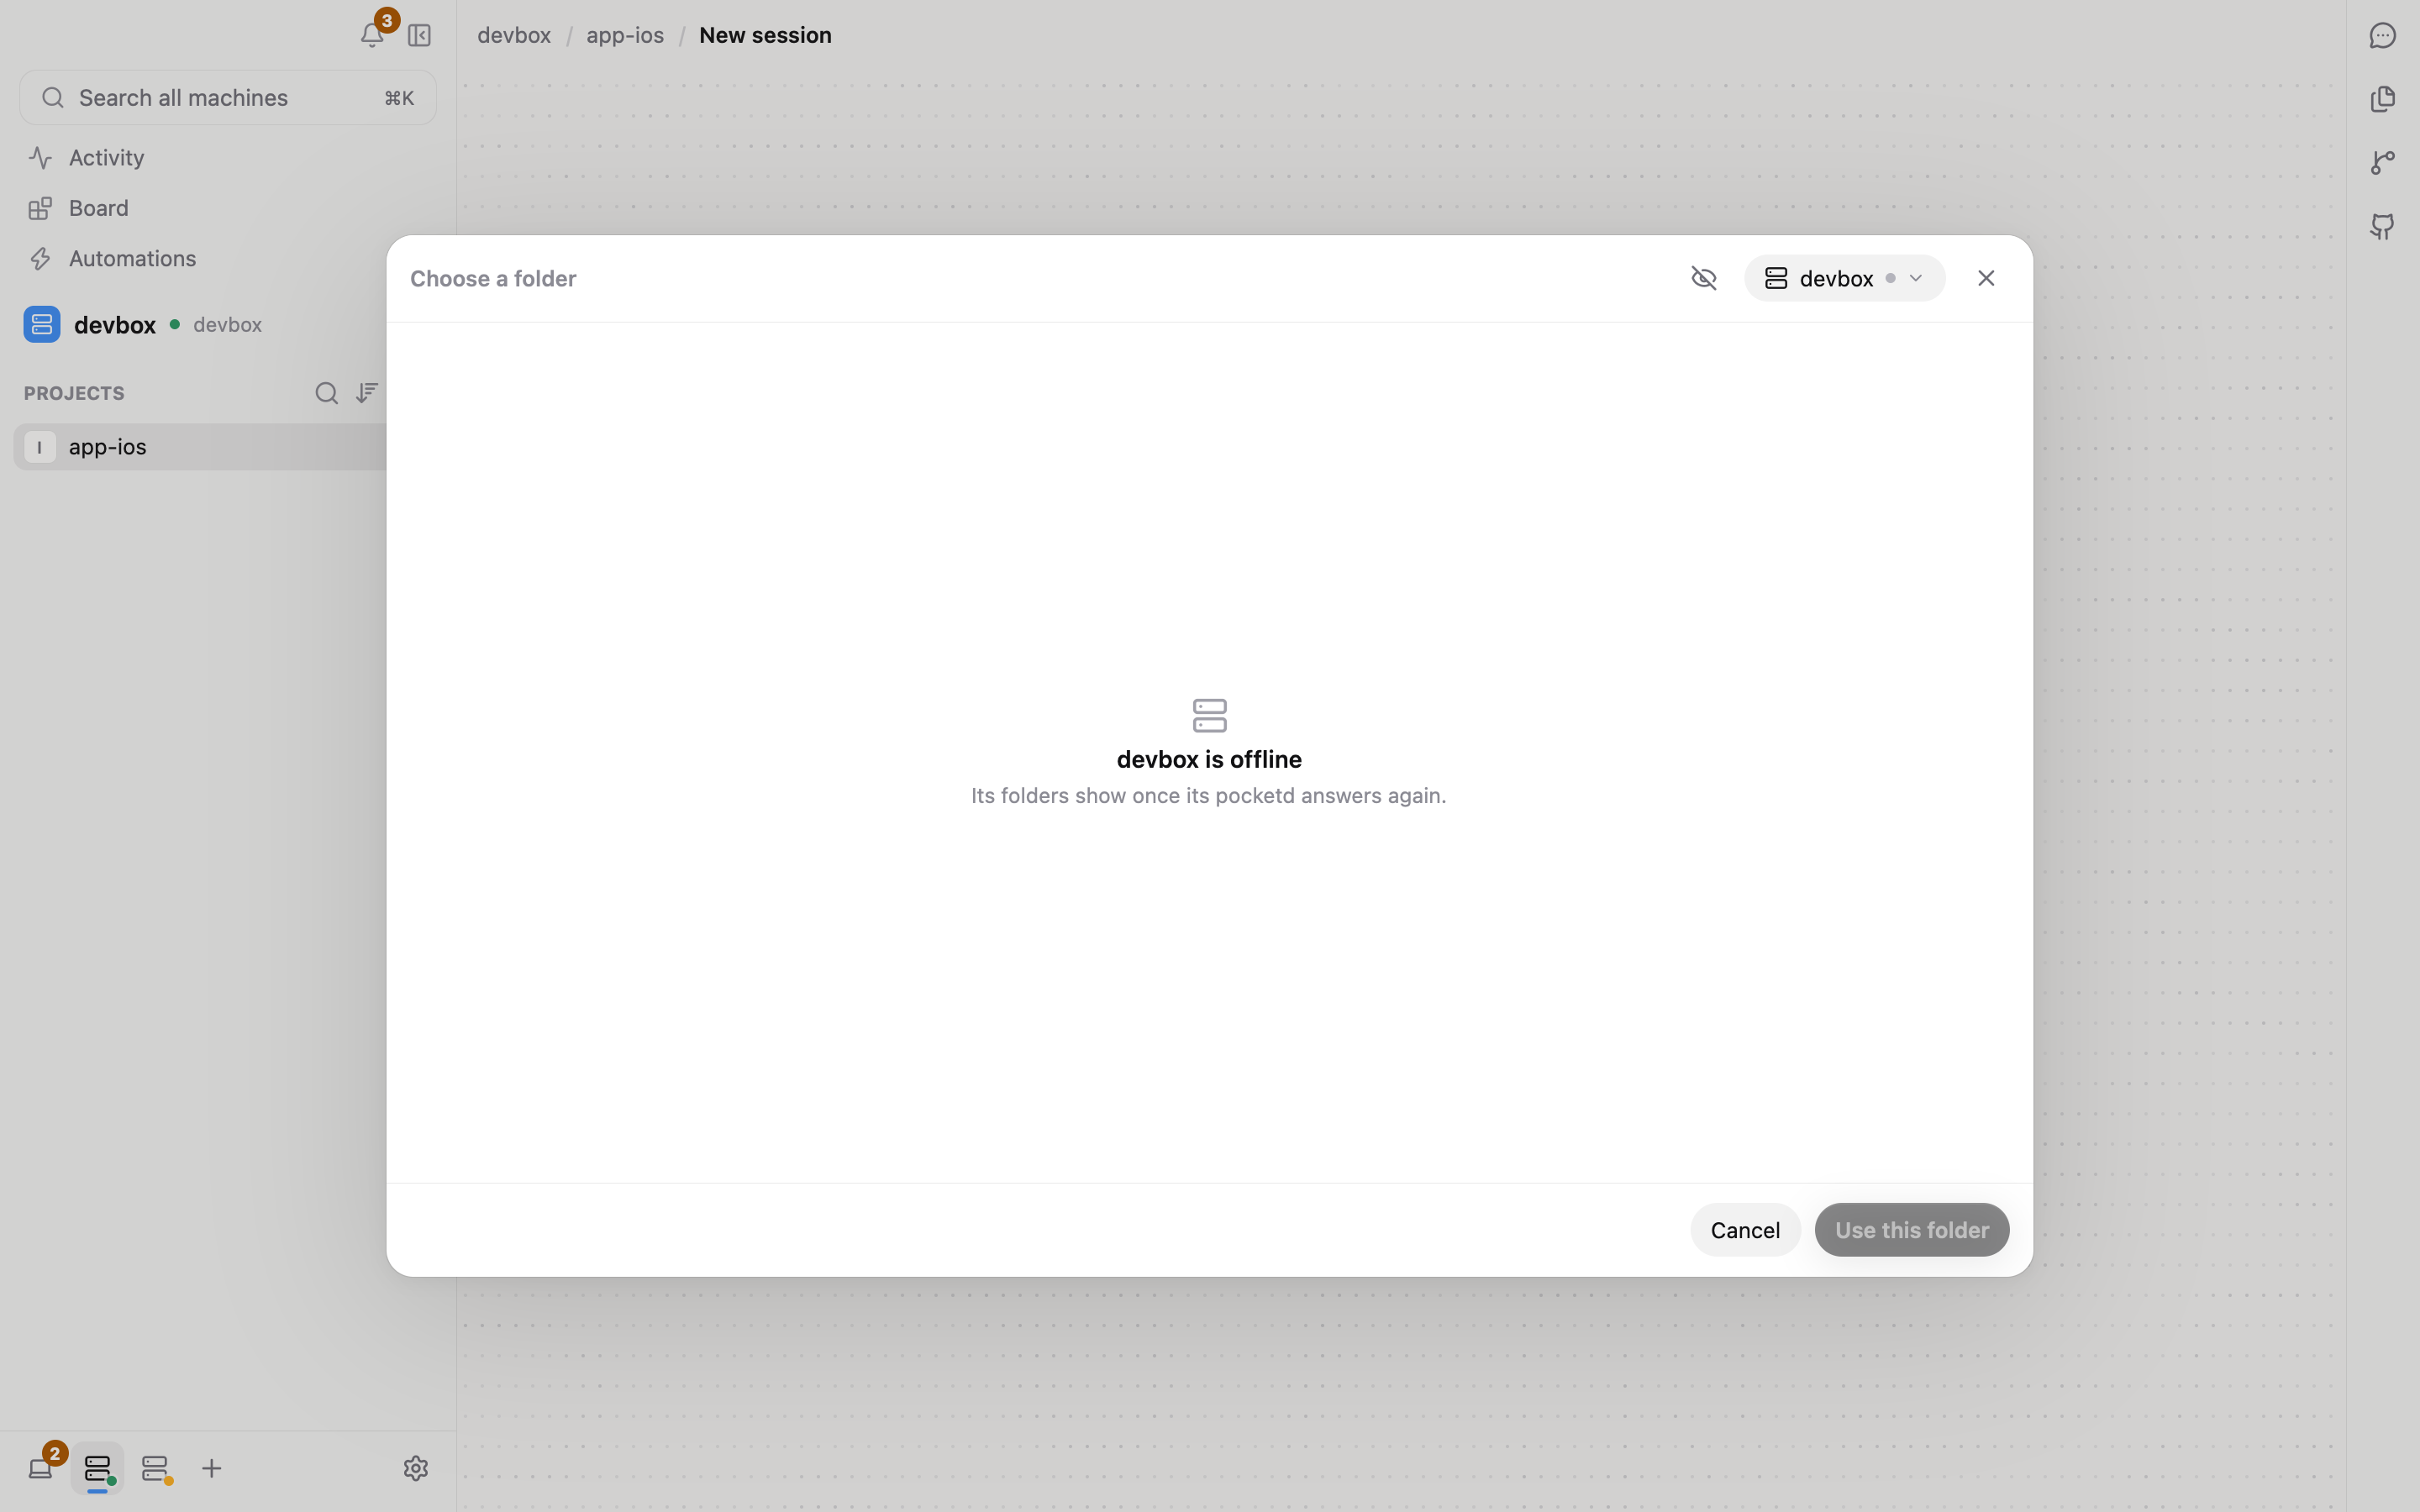 3
devbox / app-ios / New session
Search all machines ⌘K
Activity
Board
Automations
devbox devbox
PROJECTS
I app-ios
Choose a folder
devbox
devbox is offline
Its folders show once its pocketd answers again.
Cancel
Use this folder
2